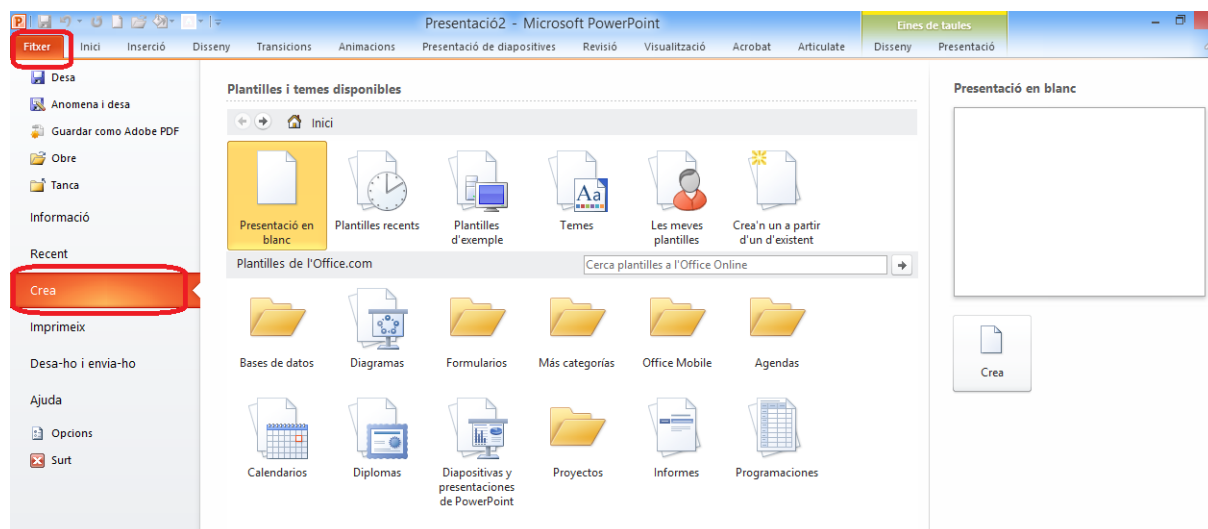 Presentació2 - Microsoft PowerPoint
Eines de taules
Fitxer Inici Inserció Disseny Transicions Animacions Presentació de diapositives Revisió Visualització Acrobat Articulate Disseny Presentació
Desa
Anomena i desa
Guardar como Adobe PDF
Obre
Tanca
Informació
Recent
Crea
Imprimeix
Desa-ho i envia-ho
Ajuda
Opcions
Surt
Plantilles i temes disponibles
Inici
Presentació en
blanc
Plantilles recents
Plantilles
d'exemple
Temes
Les meves
plantilles
Crea'n un a partir
d'un d'existent
Plantilles de l'Office.com
Cerca plantilles a l'Office Online
Bases de datos
Diagramas
Formularios
Más categorías
Office Mobile
Agendas
Calendarios
Diplomas
Diapositivas y
presentaciones
de PowerPoint
Proyectos
Informes
Programaciones
Presentació en blanc
Crea